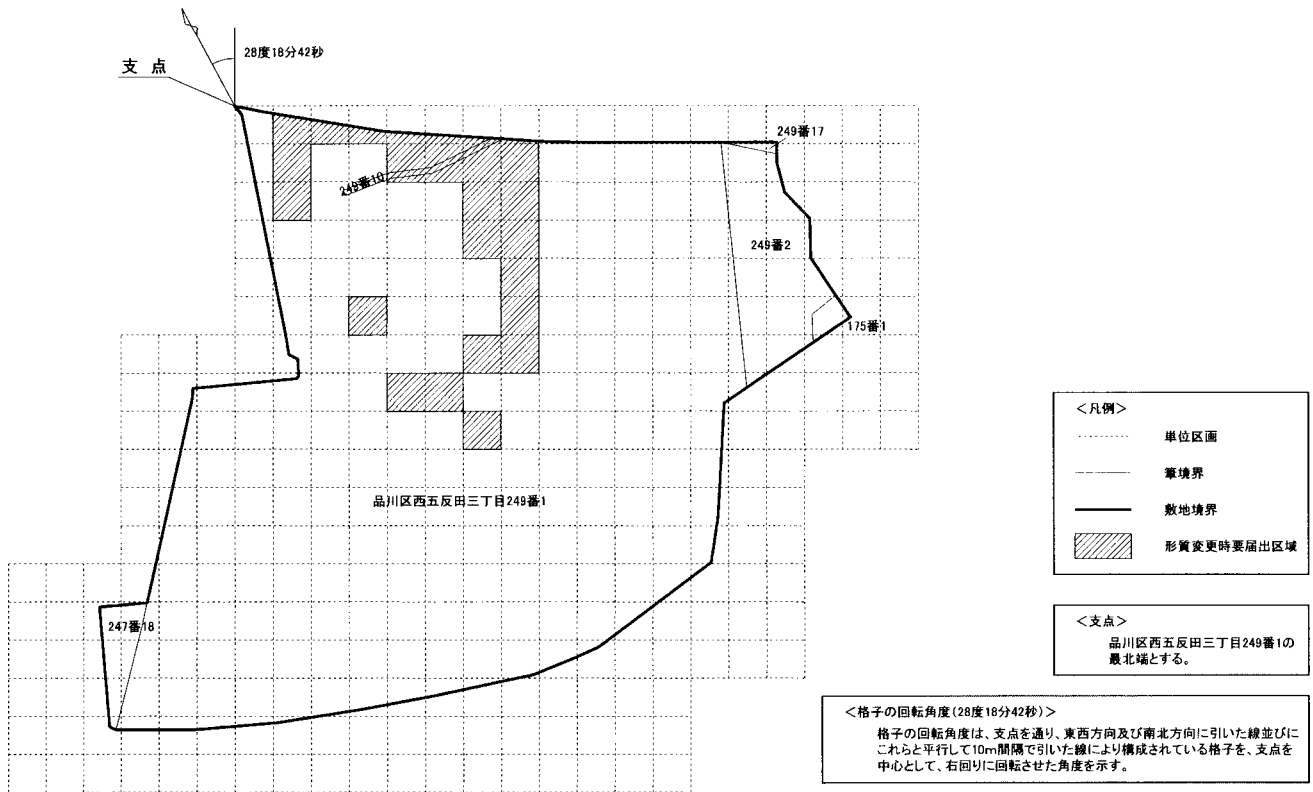 28度18分42秒
支点
249番17
249番10
249番2
175番1
品川区西五反田三丁目249番1
247番18
<凡例>
単位区画
筆境界
敷地境界
形質変更時要届出区域
<支点>
品川区西五反田三丁目249番1の
最北端とする。
<格子の回転角度(28度18分42秒)>
格子の回転角度は、支点を通り、東西方向及び南北方向に引いた線並びに
これらと平行して10m間隔で引いた線により構成されている格子を、支点を
中心として、右回りに回転させた角度を示す。